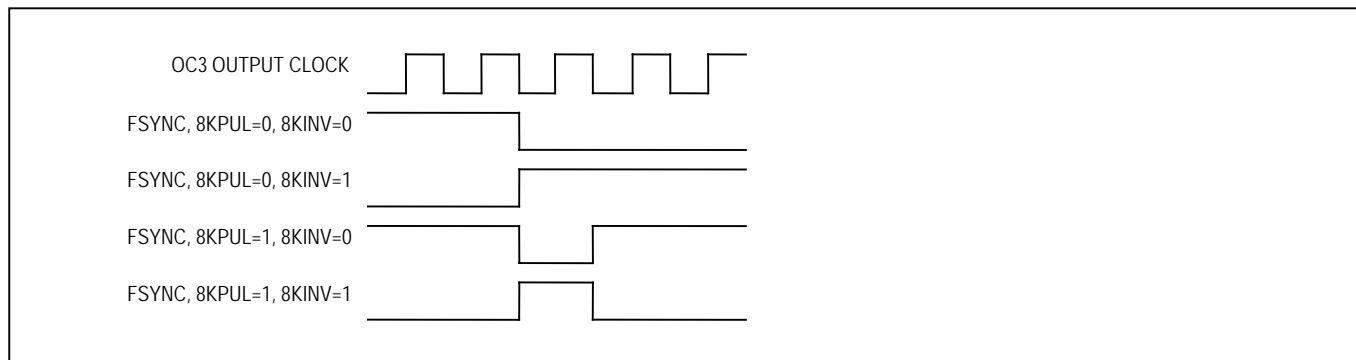 OC3 OUTPUT CLOCK
FSYNC, 8KPUL=0, 8KINV=0
FSYNC, 8KPUL=0, 8KINV=1
FSYNC, 8KPUL=1, 8KINV=0
FSYNC, 8KPUL=1, 8KINV=1